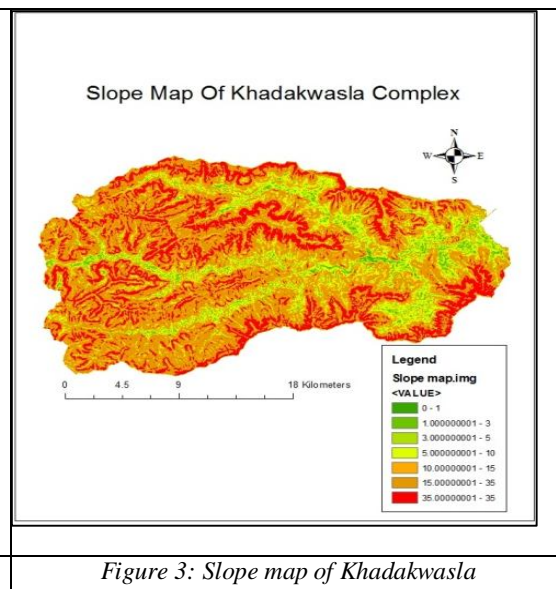 Slope Map Of Khadakwasla Complex
N
W E
S
Legend
Slope map.img
<VALUE>
0 - 1
1.000000001 - 3
3.000000001 - 5
5.000000001 - 10
10.00000001 - 15
15.00000001 - 35
35.00000001 - 35
0 4.5 9 18 Kilometers
Figure 3: Slope map of Khadakwasla